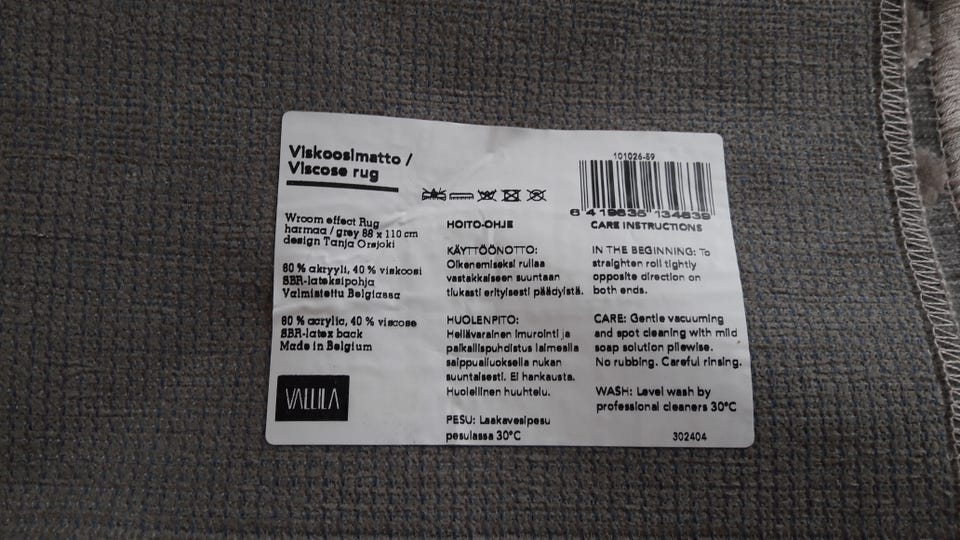 Viskoosimatto /
Viscose rug
Wroom effect Rug
harmaa / grey 68 x 110 cm
design Tanja Orsjoki
80 % akryyli, 40 % viskoosi
SBR-lateksipohja
Valmistettu Belgiassa
80 % acrylic, 40 % viscose
SBR-latex back
Made in Belgium
VALLILA
HOITO-OHJE
KÄYTTÖÖNOTTO:
Oikenemiseksi rullaa
vastakkaiseen suuntaan
tiukasti erityisesti päädyistä.
HUOLENPITO:
Hellävarainen imurointi ja
paikallispuhdistus laimealla
saippualiuoksella nukan
suuntaisesti. Ei hankausta.
Huolellinen huuhtelu.
PESU: Laakavesipesu
pesulassa 30°C
101026-59
6 419635 134639
CARE INSTRUCTIONS
IN THE BEGINNING: To
straighten roll tightly
opposite direction on
both ends.
CARE: Gentle vacuuming
and spot cleaning with mild
soap solution pilewise.
No rubbing. Careful rinsing.
WASH: Level wash by
professional cleaners 30°C
302404